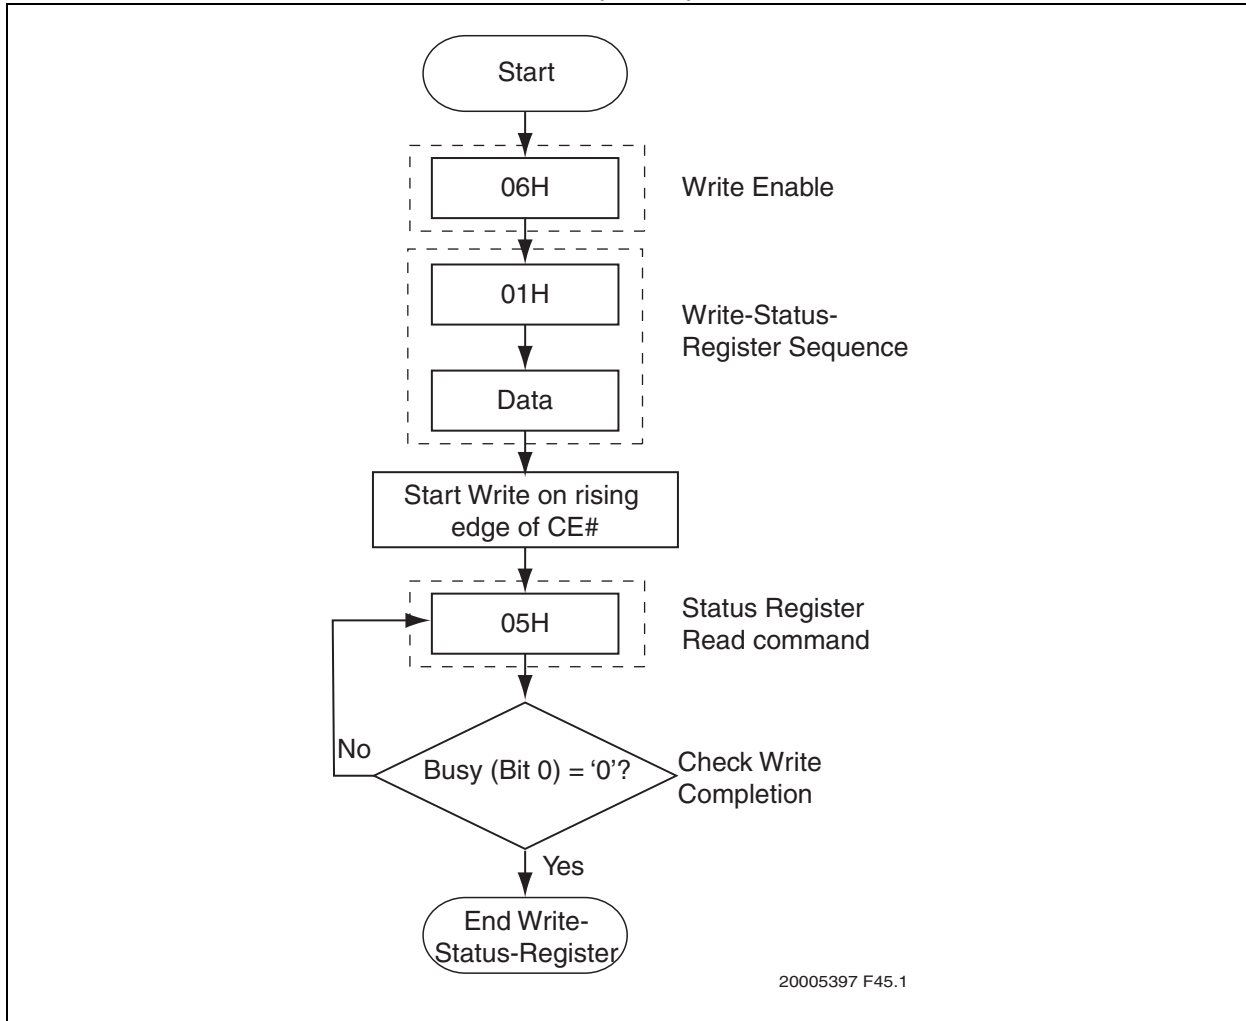 Start
06H
Write Enable
01H
Write-Status-
Register Sequence
Data
Start Write on rising
edge of CE#
05H
Status Register
Read command
No
Busy (Bit 0) = ‘0’?
Check Write
Completion
Yes
End Write-
Status-Register
20005397 F45.1